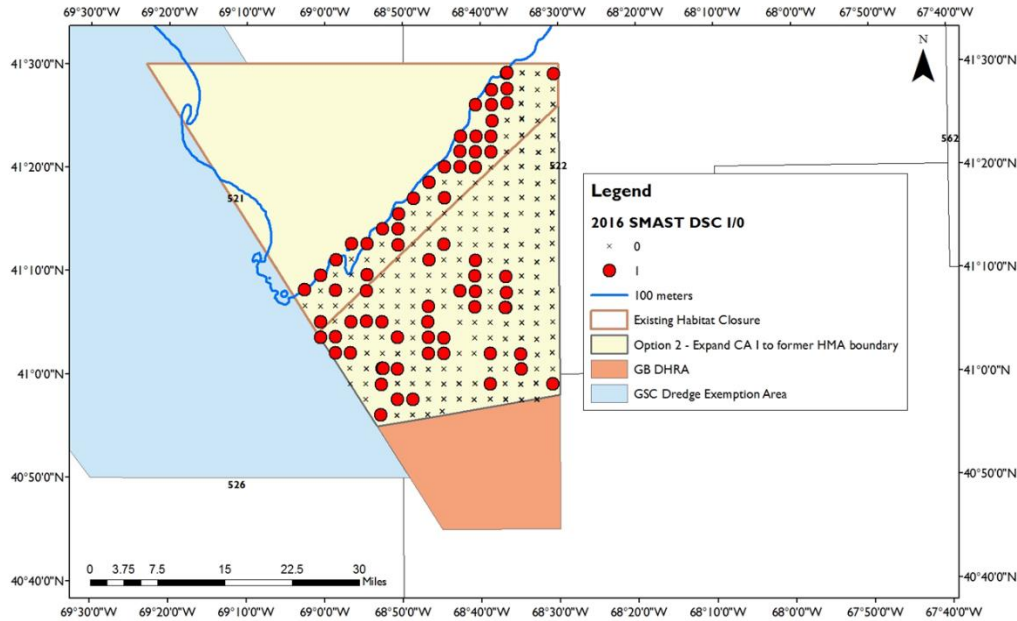 69°30'0"W 69°20'0"W 69°10'0"W 69°0'0"W 68°50'0"W 68°40'0"W 68°30'0"W 68°20'0"W 68°10'0"W 68°0'0"W 67°50'0"W 67°40'0"W
N
41°30'0"N 41°30'0"N
562
41°20'0"N 522 41°20'0"N
521
Legend
2016 SMAST DSC 1/0
0
1
100 meters
Existing Habitat Closure
Option 2 - Expand CA I to former HMA boundary
GB DHRA
GSC Dredge Exemption Area
41°10'0"N 41°10'0"N
41°0'0"N 41°0'0"N
40°50'0"N 40°50'0"N
526
0 3.75 7.5 15 22.5 30
Miles
40°40'0"N 40°40'0"N
69°30'0"W 69°20'0"W 69°10'0"W 69°0'0"W 68°50'0"W 68°40'0"W 68°30'0"W 68°20'0"W 68°10'0"W 68°0'0"W 67°50'0"W 67°40'0"W